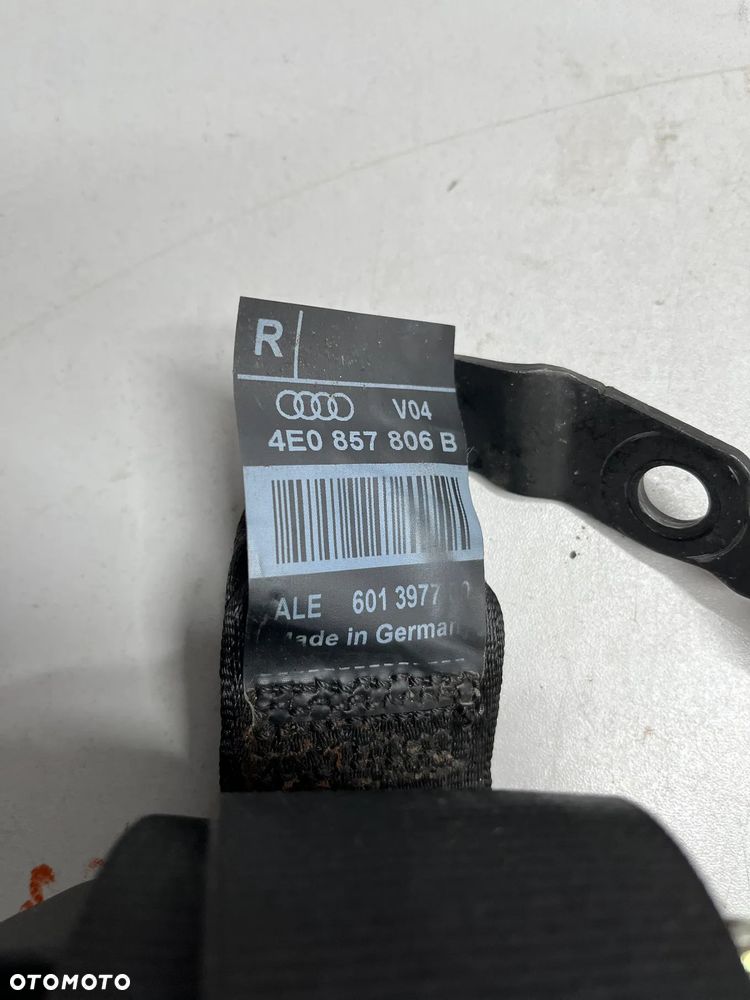 R
V04
4E0 857 806 B
ALE 601 3977
Made in German
OTOMOTO